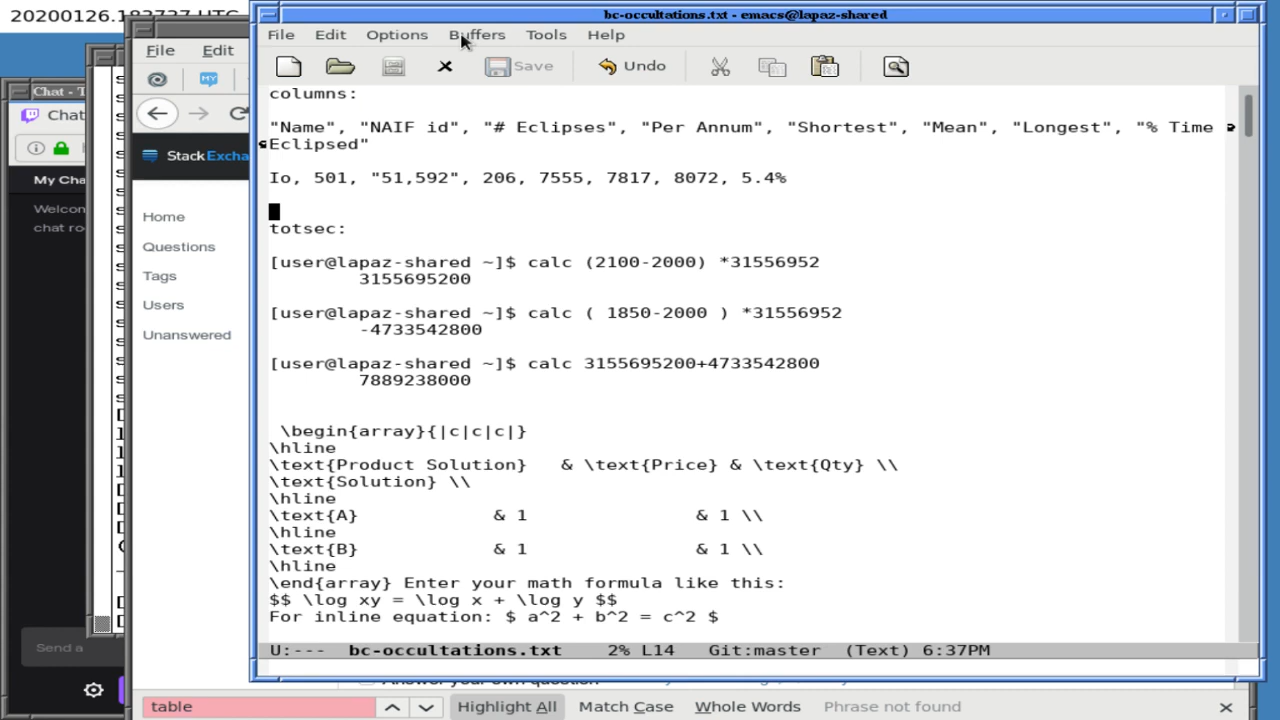 20200126.182737 UTC
bc-occultations.txt - emacs@lapaz-shared
File Edit Options Buffers Tools Help
Save Undo
columns:
"Name", "NAIF id", "# Eclipses", "Per Annum", "Shortest", "Mean", "Longest", "% Time
Eclipsed"
Io, 501, "51,592", 206, 7555, 7817, 8072, 5.4%
totsec:
[user@lapaz-shared ~]$ calc (2100-2000) *31556952
3155695200
[user@lapaz-shared ~]$ calc ( 1850-2000 ) *31556952
-4733542800
[user@lapaz-shared ~]$ calc 3155695200+4733542800
7889238000
\begin{array}{|c|c|c|}
\hline
\text{Product Solution}   & \text{Price} & \text{Qty} \\
\text{Solution} \\
\hline
\text{A}            & 1               & 1 \\
\hline
\text{B}            & 1               & 1 \\
\hline
\end{array} Enter your math formula like this:
$$ \log xy = \log x + \log y $$
For inline equation: $ a^2 + b^2 = c^2 $
U:---  bc-occultations.txt    2% L14   Git:master  (Text) 6:37PM
File Edit
MY
StackExcha
Home
Questions
Tags
Users
Unanswered
Chat - T
Chat
My Cha
Welcon
chat ro
Send a
table
Highlight All Match Case Whole Words Phrase not found